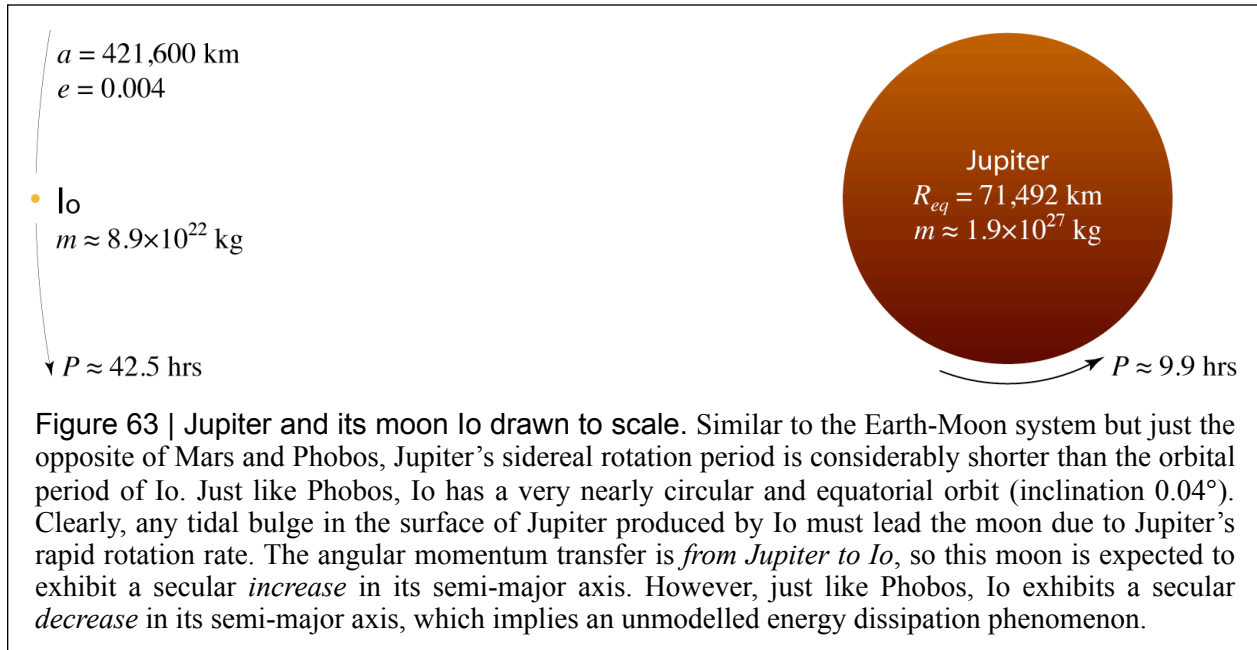 a = 421,600 km
e = 0.004
Io
m ≈ 8.9×10²² kg
P ≈ 42.5 hrs
Jupiter
R_eq = 71,492 km
m ≈ 1.9×10²⁷ kg
P ≈ 9.9 hrs
Figure 63 | Jupiter and its moon Io drawn to scale. Similar to the Earth-Moon system but just the
opposite of Mars and Phobos, Jupiter’s sidereal rotation period is considerably shorter than the orbital
period of Io. Just like Phobos, Io has a very nearly circular and equatorial orbit (inclination 0.04°).
Clearly, any tidal bulge in the surface of Jupiter produced by Io must lead the moon due to Jupiter’s
rapid rotation rate. The angular momentum transfer is from Jupiter to Io, so this moon is expected to
exhibit a secular increase in its semi-major axis. However, just like Phobos, Io exhibits a secular
decrease in its semi-major axis, which implies an unmodelled energy dissipation phenomenon.